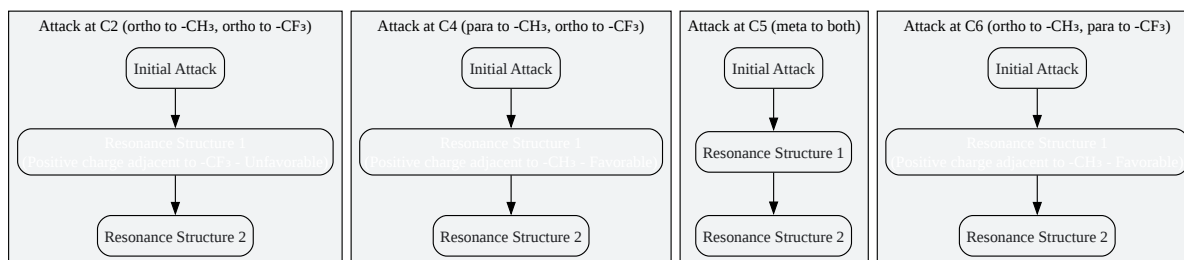 Attack at C2 (ortho to -CH₃, ortho to -CF₃)
Initial Attack
Resonance Structure 1
(Positive charge adjacent to -CF₃ - Unfavorable)
Resonance Structure 2
Attack at C4 (para to -CH₃, ortho to -CF₃)
Initial Attack
Resonance Structure 1
(Positive charge adjacent to -CH₃ - Favorable)
Resonance Structure 2
Attack at C5 (meta to both)
Initial Attack
Resonance Structure 1
Resonance Structure 2
Attack at C6 (ortho to -CH₃, para to -CF₃)
Initial Attack
Resonance Structure 1
(Positive charge adjacent to -CH₃ - Favorable)
Resonance Structure 2